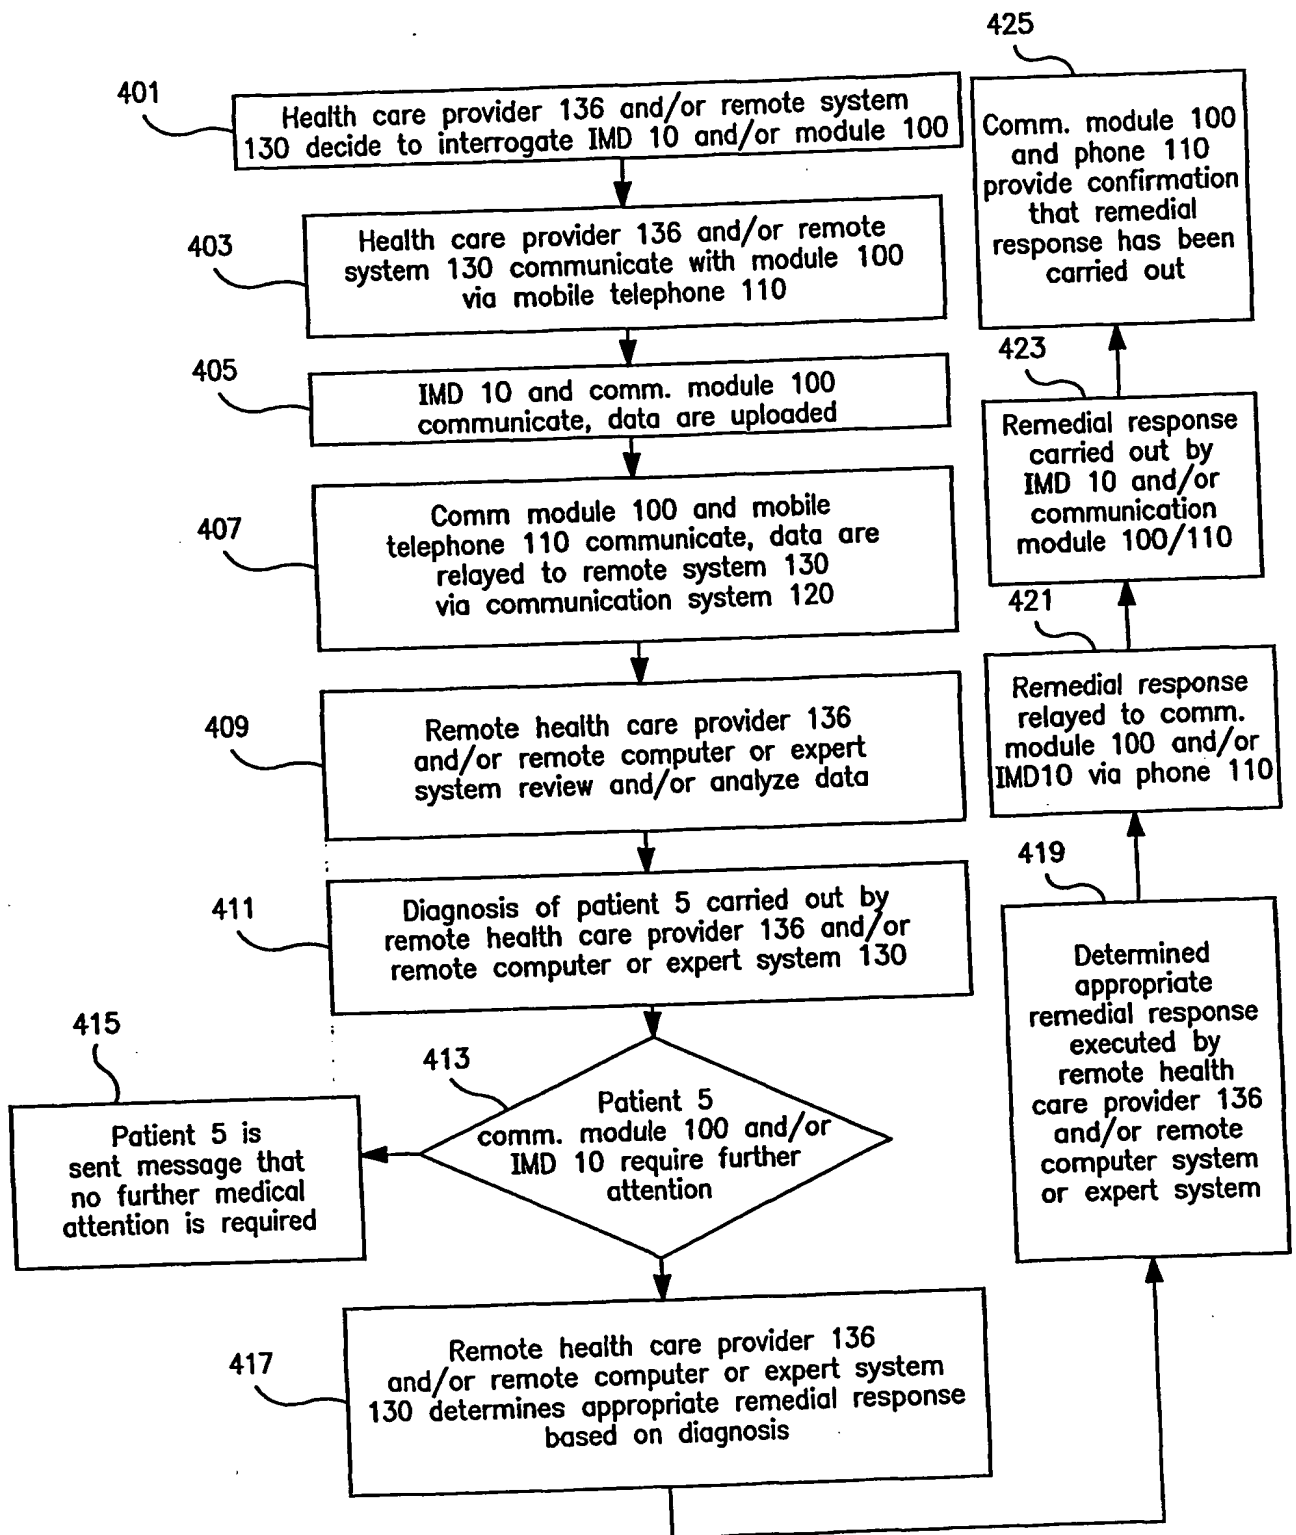 401
Health care provider 136 and/or remote system
130 decide to interrogate IMD 10 and/or module 100
403
Health care provider 136 and/or remote
system 130 communicate with module 100
via mobile telephone 110
405
IMD 10 and comm. module 100
communicate, data are uploaded
407
Comm module 100 and mobile
telephone 110 communicate, data are
relayed to remote system 130
via communication system 120
409
Remote health care provider 136
and/or remote computer or expert
system review and/or analyze data
411
Diagnosis of patient 5 carried out by
remote health care provider 136 and/or
remote computer or expert system 130
413
Patient 5
comm. module 100 and/or
IMD 10 require further
attention
415
Patient 5 is
sent message that
no further medical
attention is required
417
Remote health care provider 136
and/or remote computer or expert system
130 determines appropriate remedial response
based on diagnosis
419
Determined
appropriate
remedial response
executed by
remote health
care provider 136
and/or remote
computer system
or expert system
421
Remedial response
relayed to comm.
module 100 and/or
IMD10 via phone 110
423
Remedial response
carried out by
IMD 10 and/or
communication
module 100/110
425
Comm. module 100
and phone 110
provide confirmation
that remedial
response has been
carried out